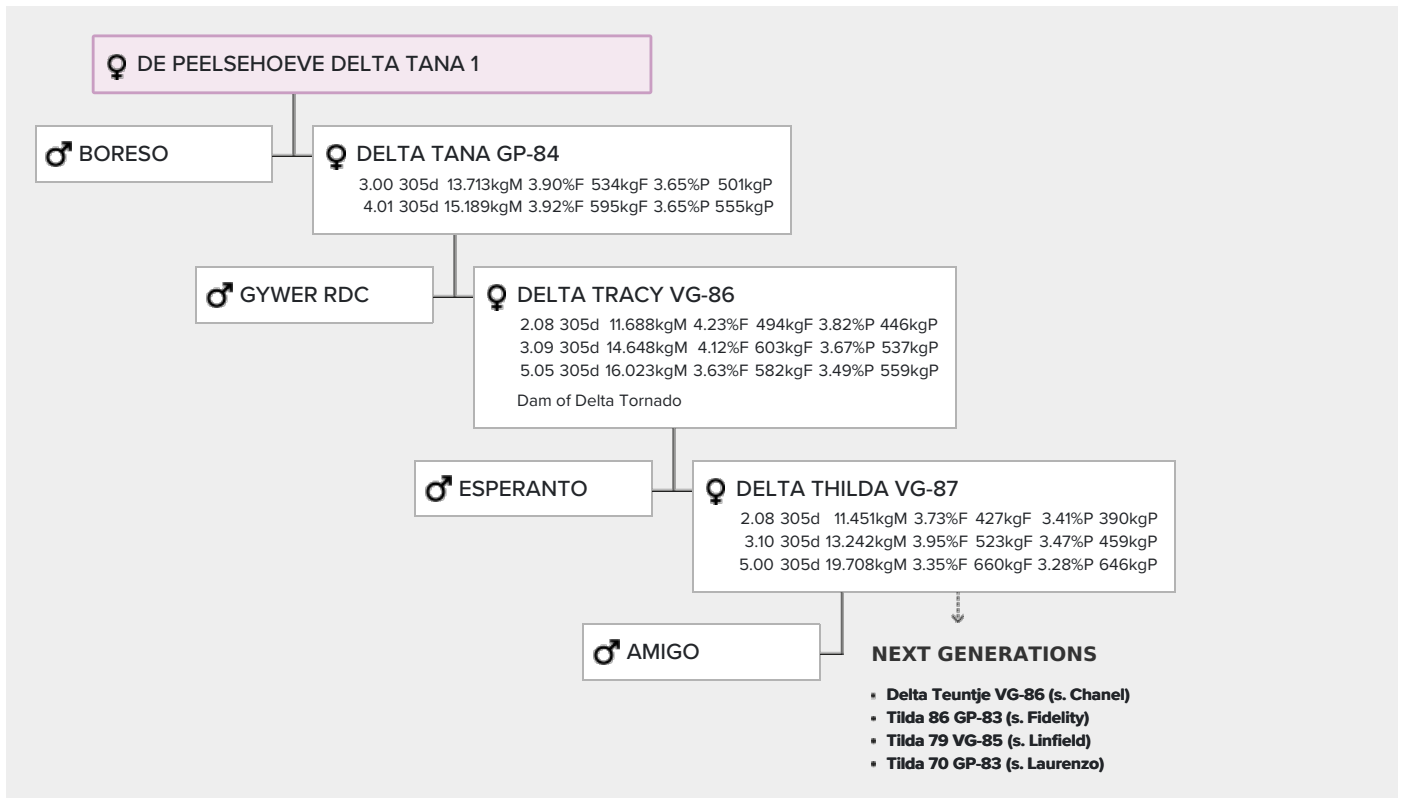 DE PEELSEHOEVE DELTA TANA 1
BORESO
DELTA TANA GP-84
3.00 305d 13.713kgM 3.90%F 534kgF 3.65%P 501kgP
4.01 305d 15.189kgM 3.92%F 595kgF 3.65%P 555kgP
GYWER RDC
DELTA TRACY VG-86
2.08 305d 11.688kgM 4.23%F 494kgF 3.82%P 446kgP
3.09 305d 14.648kgM 4.12%F 603kgF 3.67%P 537kgP
5.05 305d 16.023kgM 3.63%F 582kgF 3.49%P 559kgP
Dam of Delta Tornado
ESPERANTO
DELTA THILDA VG-87
2.08 305d 11.451kgM 3.73%F 427kgF 3.41%P 390kgP
3.10 305d 13.242kgM 3.95%F 523kgF 3.47%P 459kgP
5.00 305d 19.708kgM 3.35%F 660kgF 3.28%P 646kgP
AMIGO
NEXT GENERATIONS
• Delta Teuntje VG-86 (s. Chanel)
• Tilda 86 GP-83 (s. Fidelity)
• Tilda 79 VG-85 (s. Linfield)
• Tilda 70 GP-83 (s. Laurenzo)